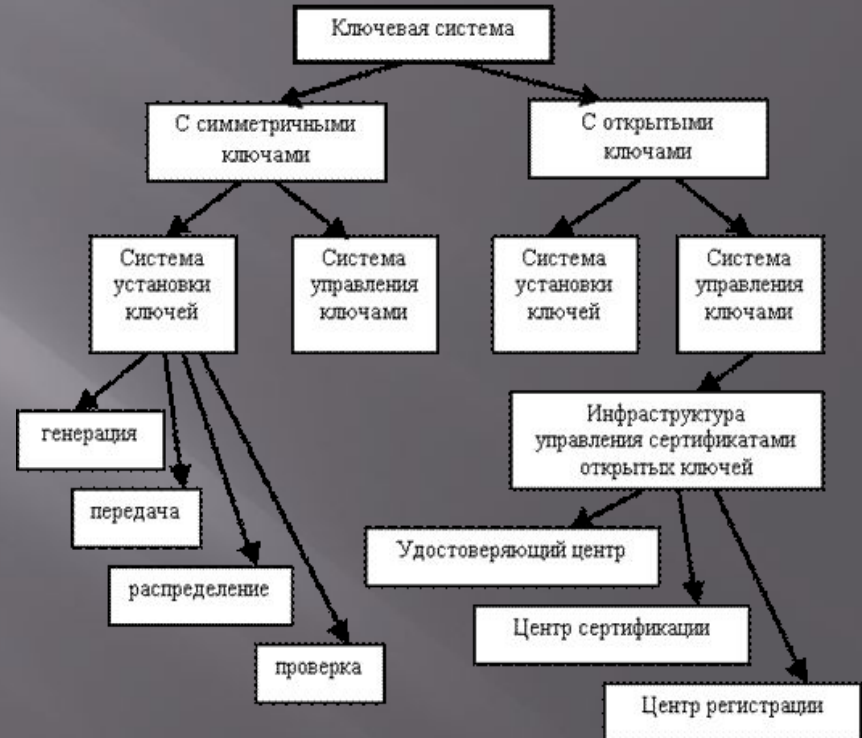 Ключевая система
С симметричными
ключами
С открытыми
ключами
Система
установки
ключей
Система
управления
ключами
Система
установки
ключей
Система
управления
ключами
генерация
передача
распределение
проверка
Инфраструктура
управления сертификатами
открытых ключей
Удостоверяющий центр
Центр сертификации
Центр регистрации